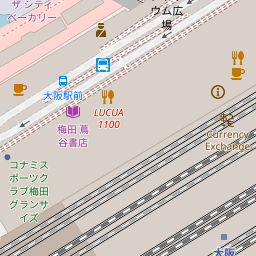 ザ シティ
ベーカリー
ウム広
場
大阪駅前
LUCUA
1100
梅田 蔦
谷書店
Currency
Exchange
コナミス
ポーツク
ラブ梅田
グランサ
イズ
大阪